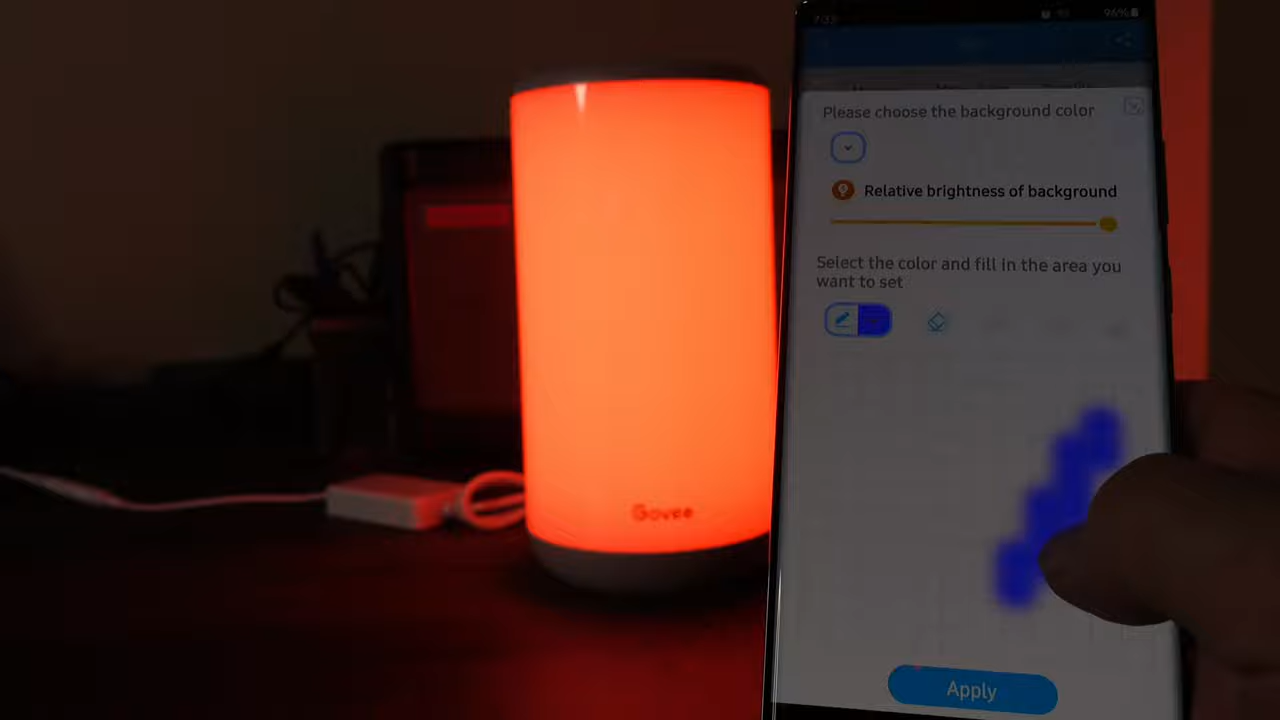 96%
Please choose the background color
Relative brightness of background
Select the color and fill in the area you
want to set
Govee
Apply